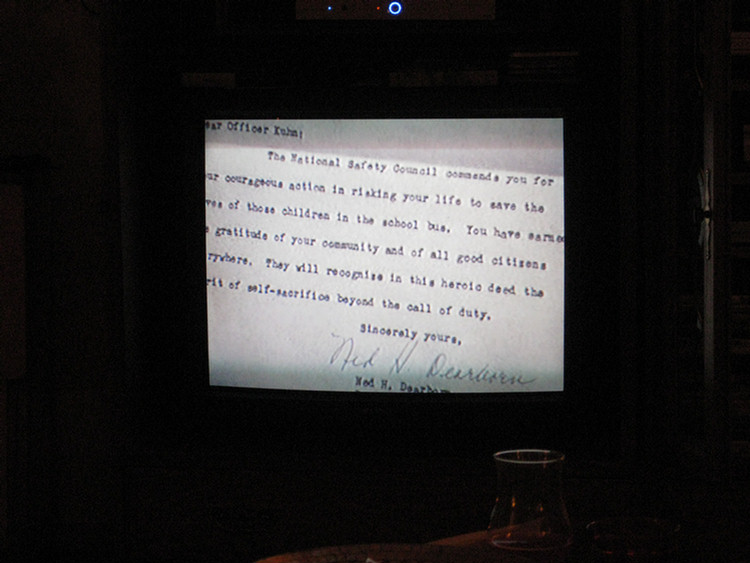 ear Officer Kuhn:
The National Safety Council commends you for
ur courageous action in risking your life to save the
ves of those children in the school bus. You have earne
e gratitude of your community and of all good citizens
rywhere. They will recognize in this heroic deed the
rit of self-sacrifice beyond the call of duty.
Sincerely yours,
Ned H. Dearborn
Ned H. Dearborn